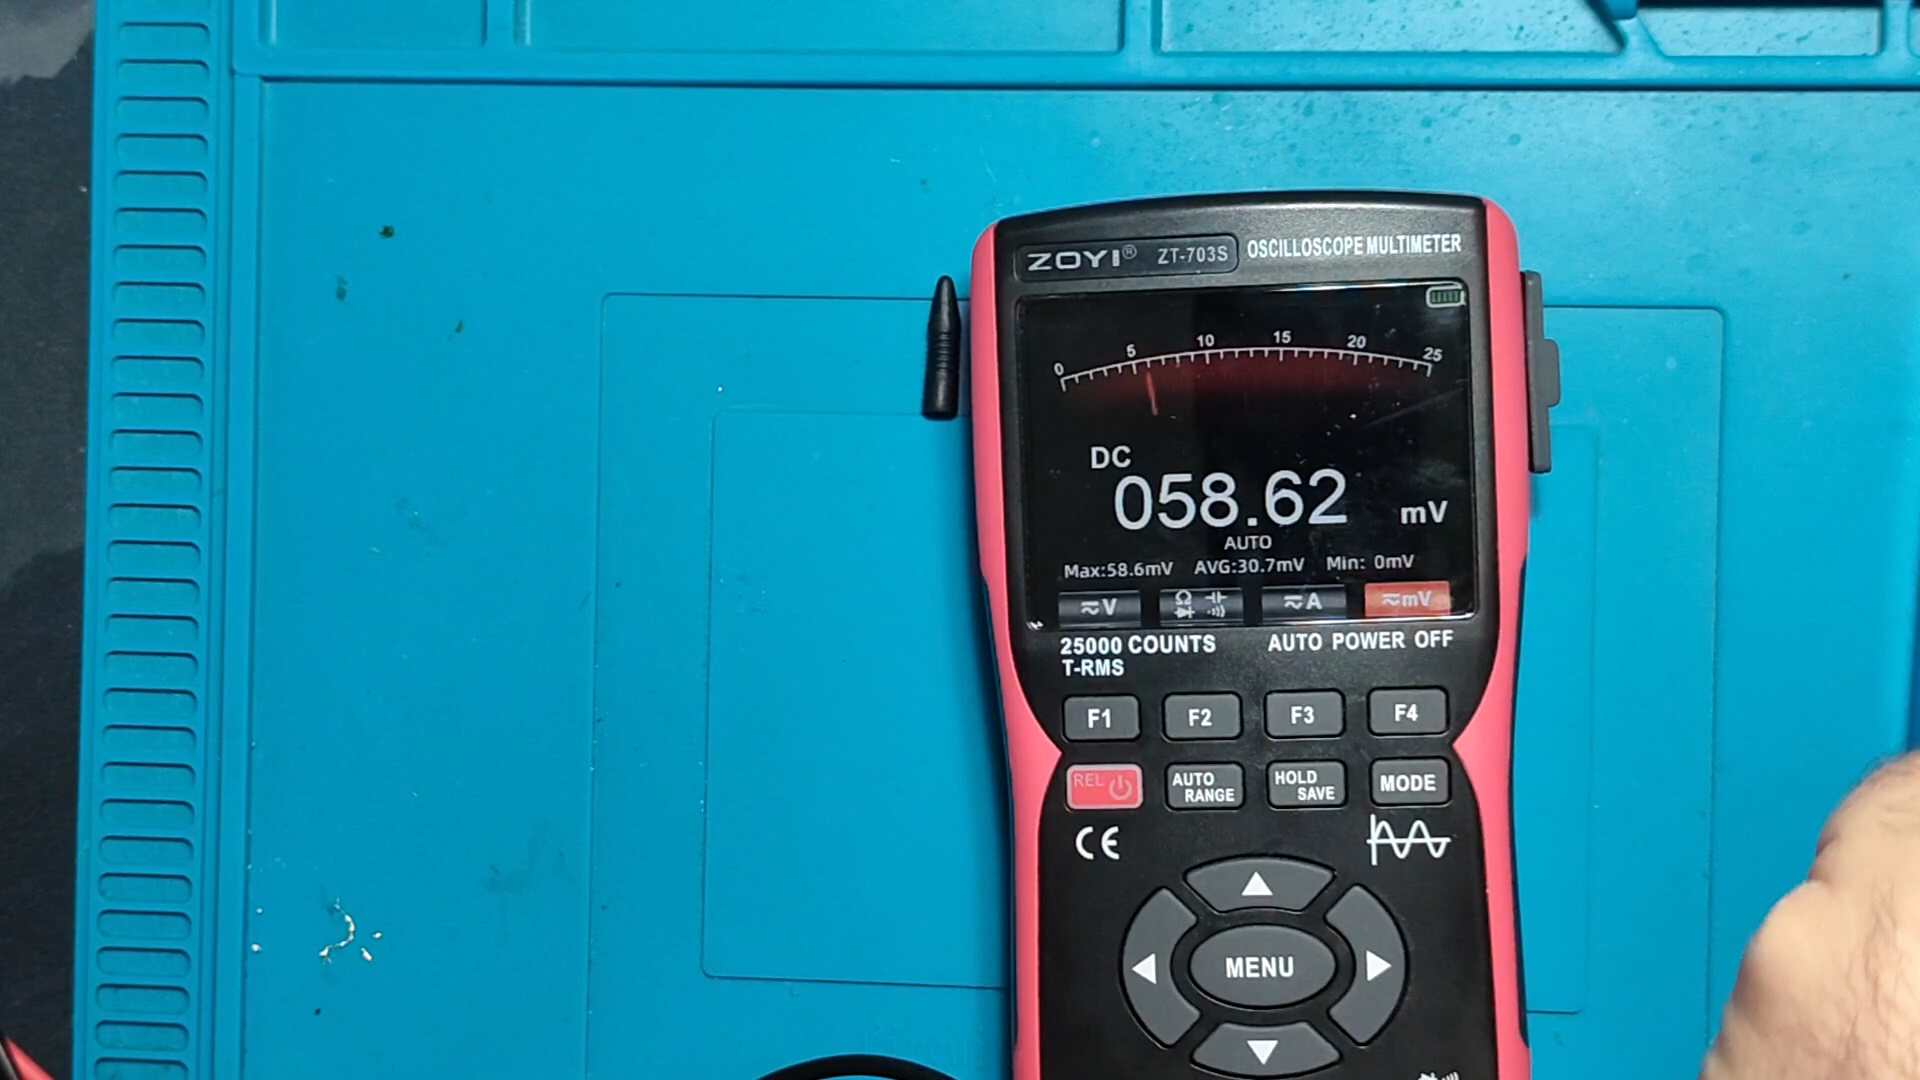 ZOYI® ZT-703S OSCILLOSCOPE MULTIMETER
0 5 10 15 20 25
DC
058.62 mV
AUTO
Max:58.6mV AVG:30.7mV Min: 0mV
V Ω A mV
25000 COUNTS AUTO POWER OFF
T-RMS
F1 F2 F3 F4
REL AUTO RANGE HOLD SAVE MODE
CE
MENU